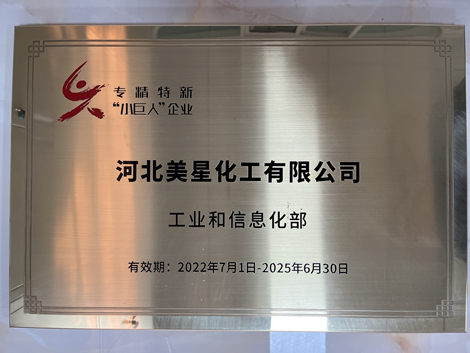 专精特新
“小巨人”企业
河北美星化工有限公司
工业和信息化部
有效期：2022年7月1日-2025年6月30日